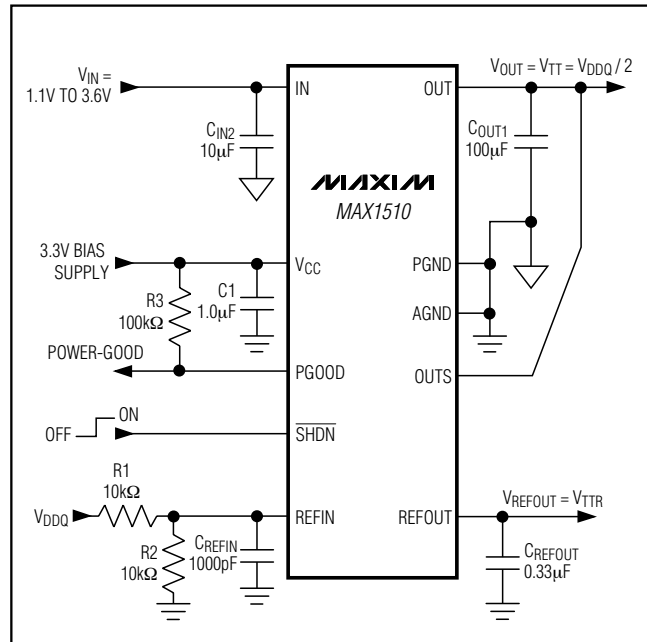 V_IN =
1.1V TO 3.6V
IN
OUT
V_OUT = V_TT = V_DDQ / 2
C_IN2
10μF
C_OUT1
100μF
MAXIM
MAX1510
3.3V BIAS
SUPPLY
V_CC
R3
100kΩ
C1
1.0μF
PGND
AGND
POWER-GOOD
PGOOD
OUTS
OFF
ON
SHDN
R1
10kΩ
V_DDQ
REFIN
REFOUT
V_REFOUT = V_TTR
R2
10kΩ
C_REFIN
1000pF
C_REFOUT
0.33μF